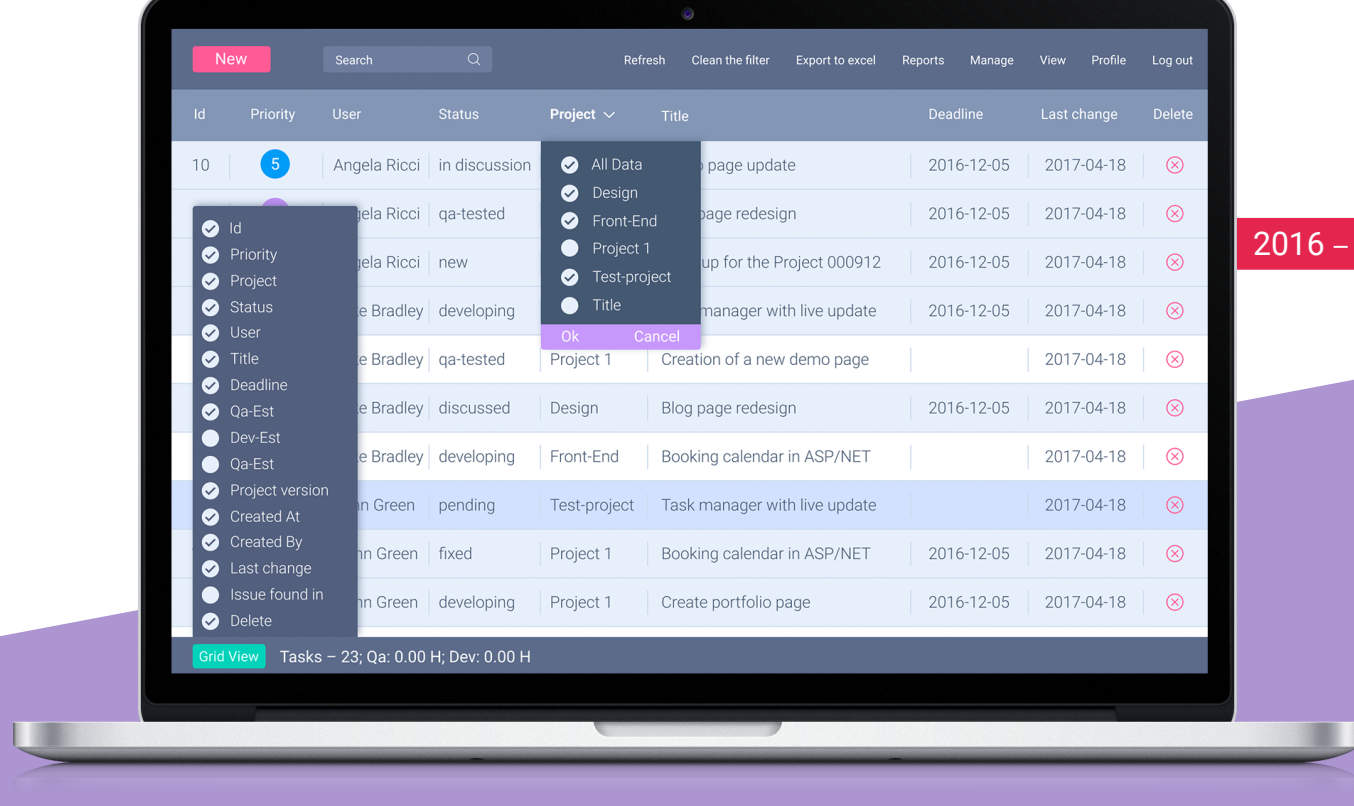 New Search Refresh Clean the filter Export to excel Reports Manage View Profile Log out
Id Priority User Status Project Title Deadline Last change Delete
10 5 Angela Ricci in discussion page update 2016-12-05 2017-04-18
qa-tested page redesign 2016-12-05 2017-04-18
Ricci new up for the Project 000912 2016-12-05 2017-04-18
Bradley developing manager with live update 2016-12-05 2017-04-18
Bradley qa-tested Project 1 Creation of a new demo page 2017-04-18
Bradley discussed Design Blog page redesign 2016-12-05 2017-04-18
Bradley developing Front-End Booking calendar in ASP/NET 2017-04-18
Green pending Test-project Task manager with live update 2017-04-18
Green fixed Project 1 Booking calendar in ASP/NET 2016-12-05 2017-04-18
Green developing Project 1 Create portfolio page 2016-12-05 2017-04-18
All Data
Design
Front-End
Project 1
Test-project
Title
Ok Cancel
Id
Priority
Project
Status
User
Title
Deadline
Qa-Est
Dev-Est
Qa-Est
Project version
Created At
Created By
Last change
Issue found in
Delete
Grid View Tasks – 23; Qa: 0.00 H; Dev: 0.00 H
2016 –